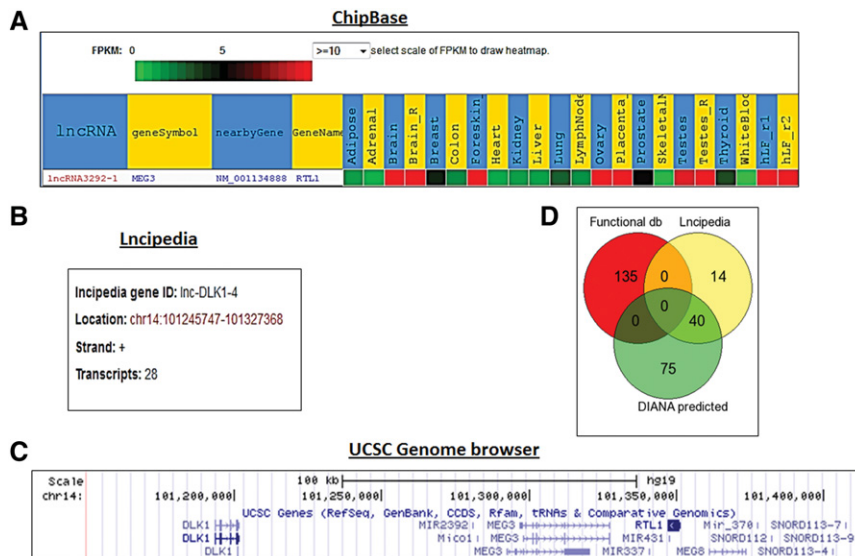 A
ChipBase
FPKM: 0 5 >=10 select scale of FPKM to draw heatmap.
lncRNA geneSymbol nearbyGene GeneName Adipose Adrenal Brain Brain_R Breast Colon Foreskin_ Heart Kidney Liver Lung LymphNode Ovary Placenta_ Prostate SkeletalM Testes Testes_R Thyroid WhiteBloo hLF_r1 hLF_r2
lncRNA3292-1 MEG3 NM_001134888 RTL1
B
Lncipedia
lncipedia gene ID: lnc-DLK1-4
Location: chr14:101245747-101327368
Strand: +
Transcripts: 28
D
Functional db Lncipedia
135 0 14
0
0 40
75
DIANA predicted
C
UCSC Genome browser
Scale 100 kb hg19
chr14: 101,200,000 101,250,000 101,300,000 101,350,000 101,400,000
UCSC Genes (RefSeq, GenBank, CCDS, Rfam, tRNAs & Comparative Genomics)
DLK1 MIR2392 MEG3 RTL1 Mir_370 SNORD113-7
DLK1 Mico1 MEG3 MIR431 SNORD112 SNORD113-9
DLK1 MEG3 MIR337 MEG8 SNORD113-4